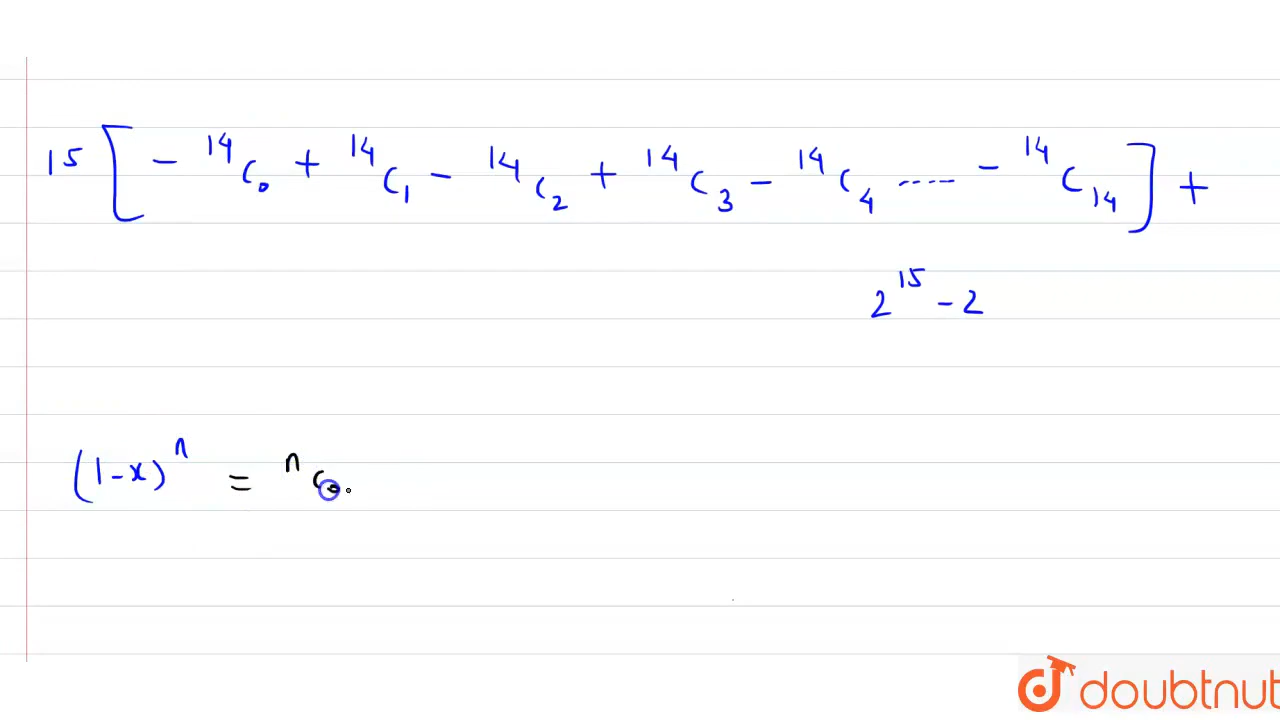 15 [ - ¹⁴C₀ + ¹⁴C₁ - ¹⁴C₂ + ¹⁴C₃ - ¹⁴C₄ ..... - ¹⁴C₁₄ ] +
2¹⁵ - 2
(1-x)ⁿ = ⁿC₀.
doubtnut